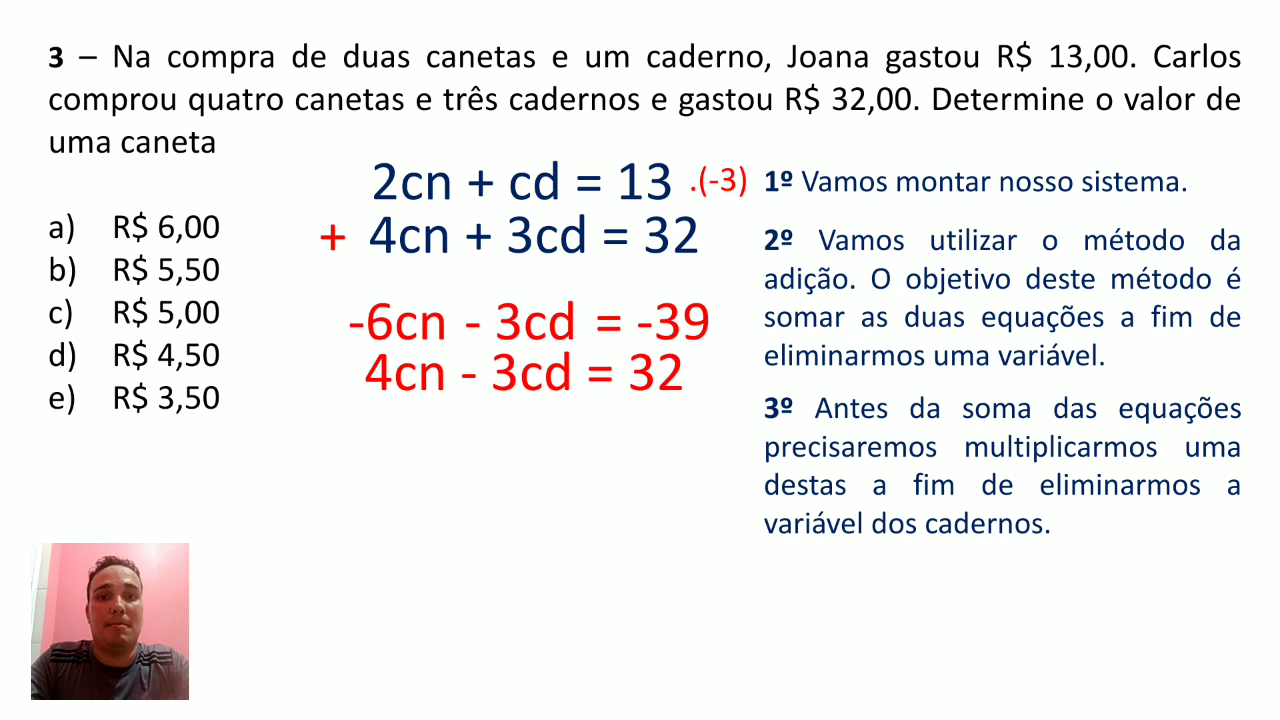 3 – Na compra de duas canetas e um caderno, Joana gastou R$ 13,00. Carlos
comprou quatro canetas e três cadernos e gastou R$ 32,00. Determine o valor de
uma caneta
a) R$ 6,00
b) R$ 5,50
c) R$ 5,00
d) R$ 4,50
e) R$ 3,50
2cn + cd = 13 .(-3)
+ 4cn + 3cd = 32
-6cn - 3cd = -39
4cn - 3cd = 32
1º Vamos montar nosso sistema.
2º Vamos utilizar o método da
adição. O objetivo deste método é
somar as duas equações a fim de
eliminarmos uma variável.
3º Antes da soma das equações
precisaremos multiplicarmos uma
destas a fim de eliminarmos a
variável dos cadernos.